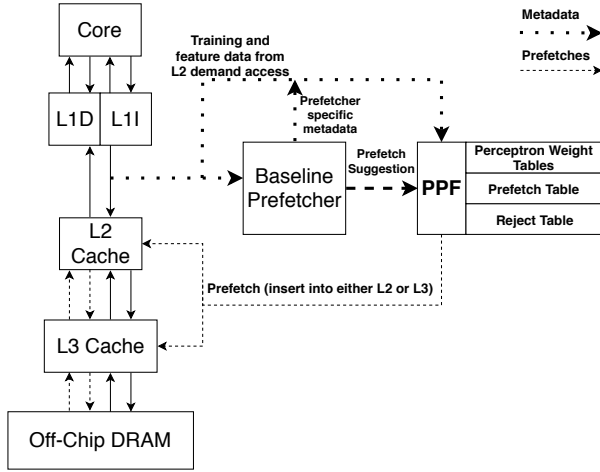 Core
Metadata
Prefetches
Training and
feature data from
L2 demand access
L1D
L1I
Prefetcher
specific
metadata
Baseline
Prefetcher
Prefetch
Suggestion
PPF
Perceptron Weight
Tables
Prefetch Table
Reject Table
L2
Cache
Prefetch (insert into either L2 or L3)
L3 Cache
Off-Chip DRAM